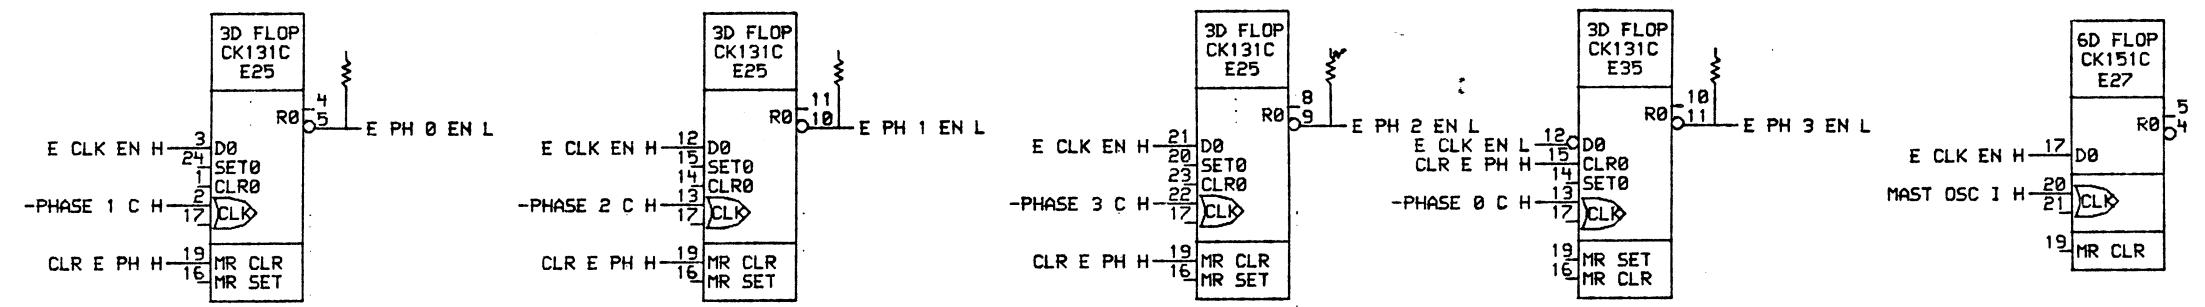 3D FLOP
CK131C
E25
4
R0
5
E PH 0 EN L
E CLK EN H
3
D0
24
SET0
1
CLR0
-PHASE 1 C H
2
17
CLK
CLR E PH H
19
MR CLR
16
MR SET
3D FLOP
CK131C
E25
11
R0
10
E PH 1 EN L
E CLK EN H
12
D0
15
SET0
14
CLR0
-PHASE 2 C H
13
17
CLK
CLR E PH H
19
MR CLR
16
MR SET
3D FLOP
CK131C
E25
8
R0
9
E PH 2 EN L
E CLK EN H
21
D0
20
SET0
23
CLR0
-PHASE 3 C H
22
17
CLK
CLR E PH H
19
MR CLR
16
MR SET
3D FLOP
CK131C
E35
10
R0
11
E PH 3 EN L
E CLK EN L
12
D0
CLR E PH H
15
CLR0
14
SET0
-PHASE 0 C H
13
17
CLK
19
MR SET
16
MR CLR
6D FLOP
CK151C
E27
5
R0
4
E CLK EN H
17
D0
MAST OSC I H
20
21
CLK
19
MR CLR